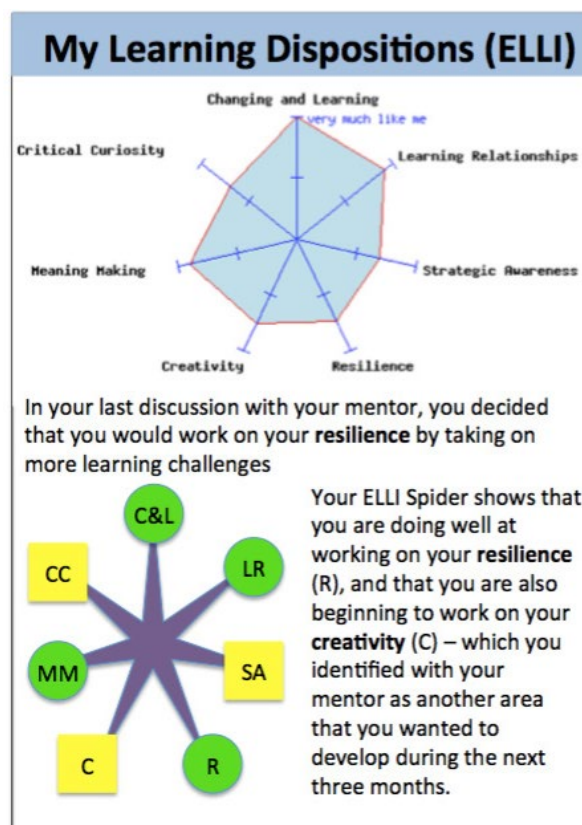 My Learning Dispositions (ELLI)
Changing and Learning
very much like me
Critical Curiosity
Learning Relationships
Meaning Making
Strategic Awareness
Creativity
Resilience
In your last discussion with your mentor, you decided
that you would work on your resilience by taking on
more learning challenges
C&L
CC
LR
MM
SA
C
R
Your ELLI Spider shows that
you are doing well at
working on your resilience
(R), and that you are also
beginning to work on your
creativity (C) – which you
identified with your
mentor as another area
that you wanted to
develop during the next
three months.